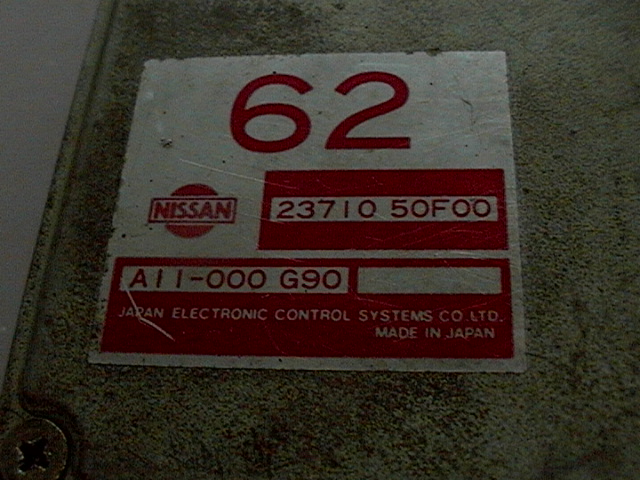 62
NISSAN
23710 50F00
A11-000 G90
JAPAN ELECTRONIC CONTROL SYSTEMS CO.LTD.
MADE IN JAPAN